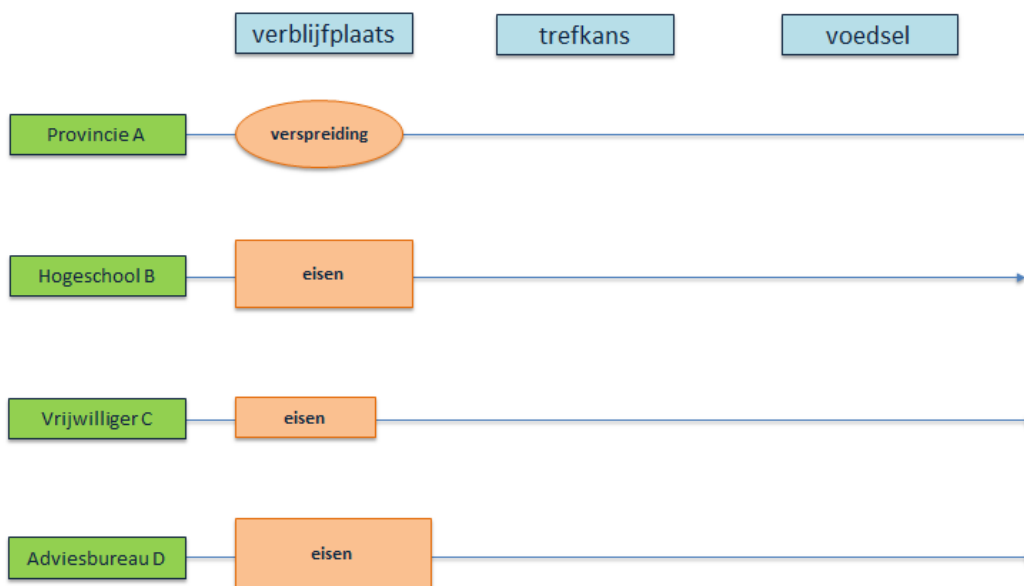 verblijfplaats
trefkans
voedsel
Provincie A
verspreiding
Hogeschool B
eisen
Vrijwilliger C
eisen
Adviesbureau D
eisen